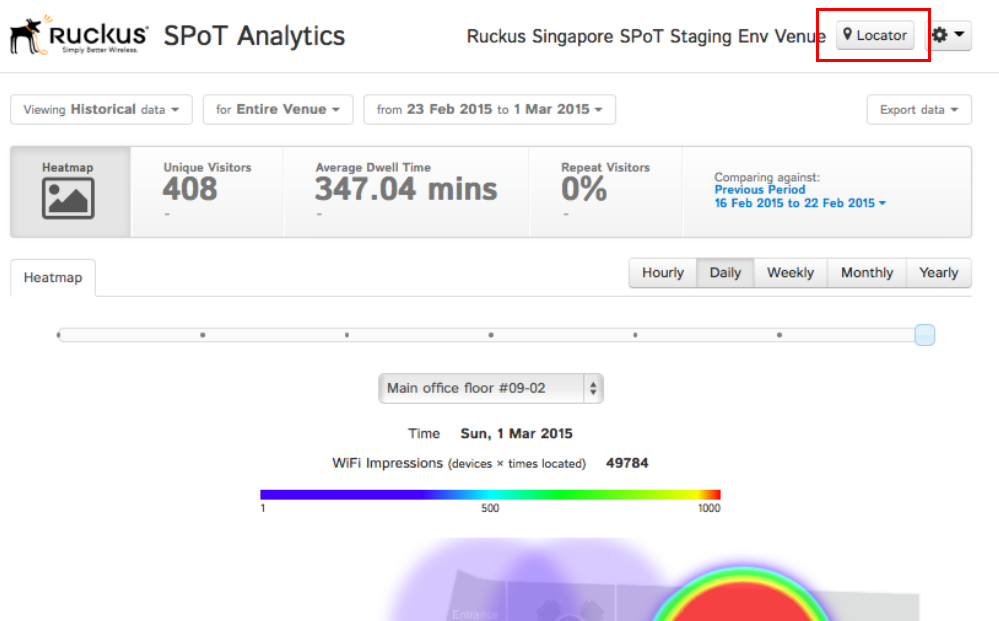 Ruckus SPoT Analytics Ruckus Singapore SPoT Staging Env Venue Locator
Simply Better Wireless.
Viewing Historical data for Entire Venue from 23 Feb 2015 to 1 Mar 2015 Export data
Heatmap Unique Visitors Average Dwell Time Repeat Visitors Comparing against:
408 347.04 mins 0% Previous Period
- - - 16 Feb 2015 to 22 Feb 2015
Heatmap Hourly Daily Weekly Monthly Yearly
Main office floor #09-02
Time Sun, 1 Mar 2015
WiFi Impressions (devices × times located) 49784
1 500 1000
Entrance